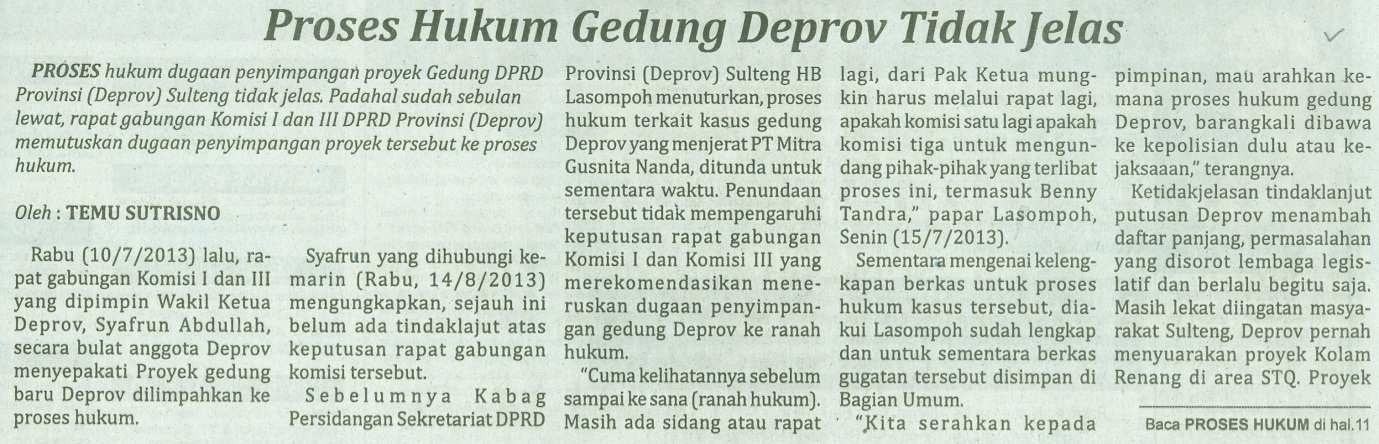 Proses Hukum Gedung Deprov Tidak Jelas
PROSES hukum dugaan penyimpangan proyek Gedung DPRD
Provinsi (Deprov) Sulteng tidak jelas. Padahal sudah sebulan
lewat, rapat gabungan Komisi I dan III DPRD Provinsi (Deprov)
memutuskan dugaan penyimpangan proyek tersebut ke proses
hukum.
Oleh : TEMU SUTRISNO
Rabu (10/7/2013) lalu, ra-
pat gabungan Komisi I dan III
yang dipimpin Wakil Ketua
Deprov, Syafrun Abdullah,
secara bulat anggota Deprov
menyepakati Proyek gedung
baru Deprov dilimpahkan ke
proses hukum.
Syafrun yang dihubungi ke-
marin (Rabu, 14/8/2013)
mengungkapkan, sejauh ini
belum ada tindaklajut atas
keputusan rapat gabungan
komisi tersebut.
Sebelumnya Kabag
Persidangan Sekretariat DPRD
Provinsi (Deprov) Sulteng HB
Lasompoh menuturkan, proses
hukum terkait kasus gedung
Deprov yang menjerat PT Mitra
Gusnita Nanda, ditunda untuk
sementara waktu. Penundaan
tersebut tidak mempengaruhi
keputusan rapat gabungan
Komisi I dan Komisi III yang
merekomendasikan mene-
ruskan dugaan penyimpan-
gan gedung Deprov ke ranah
hukum.
"Cuma kelihatannya sebelum
sampai ke sana (ranah hukum).
Masih ada sidang atau rapat
lagi, dari Pak Ketua mung-
kin harus melalui rapat lagi,
apakah komisi satu lagi apakah
komisi tiga untuk mengun-
dang pihak-pihak yang terlibat
proses ini, termasuk Benny
Tandra," papar Lasompoh,
Senin (15/7/2013).
Sementara mengenai keleng-
kapan berkas untuk proses
hukum kasus tersebut, dia-
kui Lasompoh sudah lengkap
dan untuk sementara berkas
gugatan tersebut disimpan di
Bagian Umum.
"Kita serahkan kepada
pimpinan, mau arahkan ke-
mana proses hukum gedung
Deprov, barangkali dibawa
ke kepolisian dulu atau ke-
jaksaaan," terangnya.
Ketidakjelasan tindaklanjut
putusan Deprov menambah
daftar panjang, permasalahan
yang disorot lembaga legis-
latif dan berlalu begitu saja.
Masih lekat diingatan masya-
rakat Sulteng, Deprov pernah
menyuarakan proyek Kolam
Renang di area STQ. Proyek
Baca PROSES HUKUM di hal.11